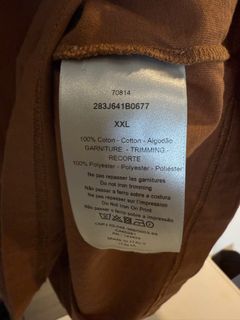 70814
283J641B0677
XXL
100% Coton - Cotton - Algodão
GARNITURE - TRIMMING
RECORTE
100% Polyester - Polyester - Poliéster
Ne pas repasser les garnitures
Do not iron trimming
Não passar a ferro sobre a costura
Ne pas repasser sur l'impression
Do Not Iron On Print